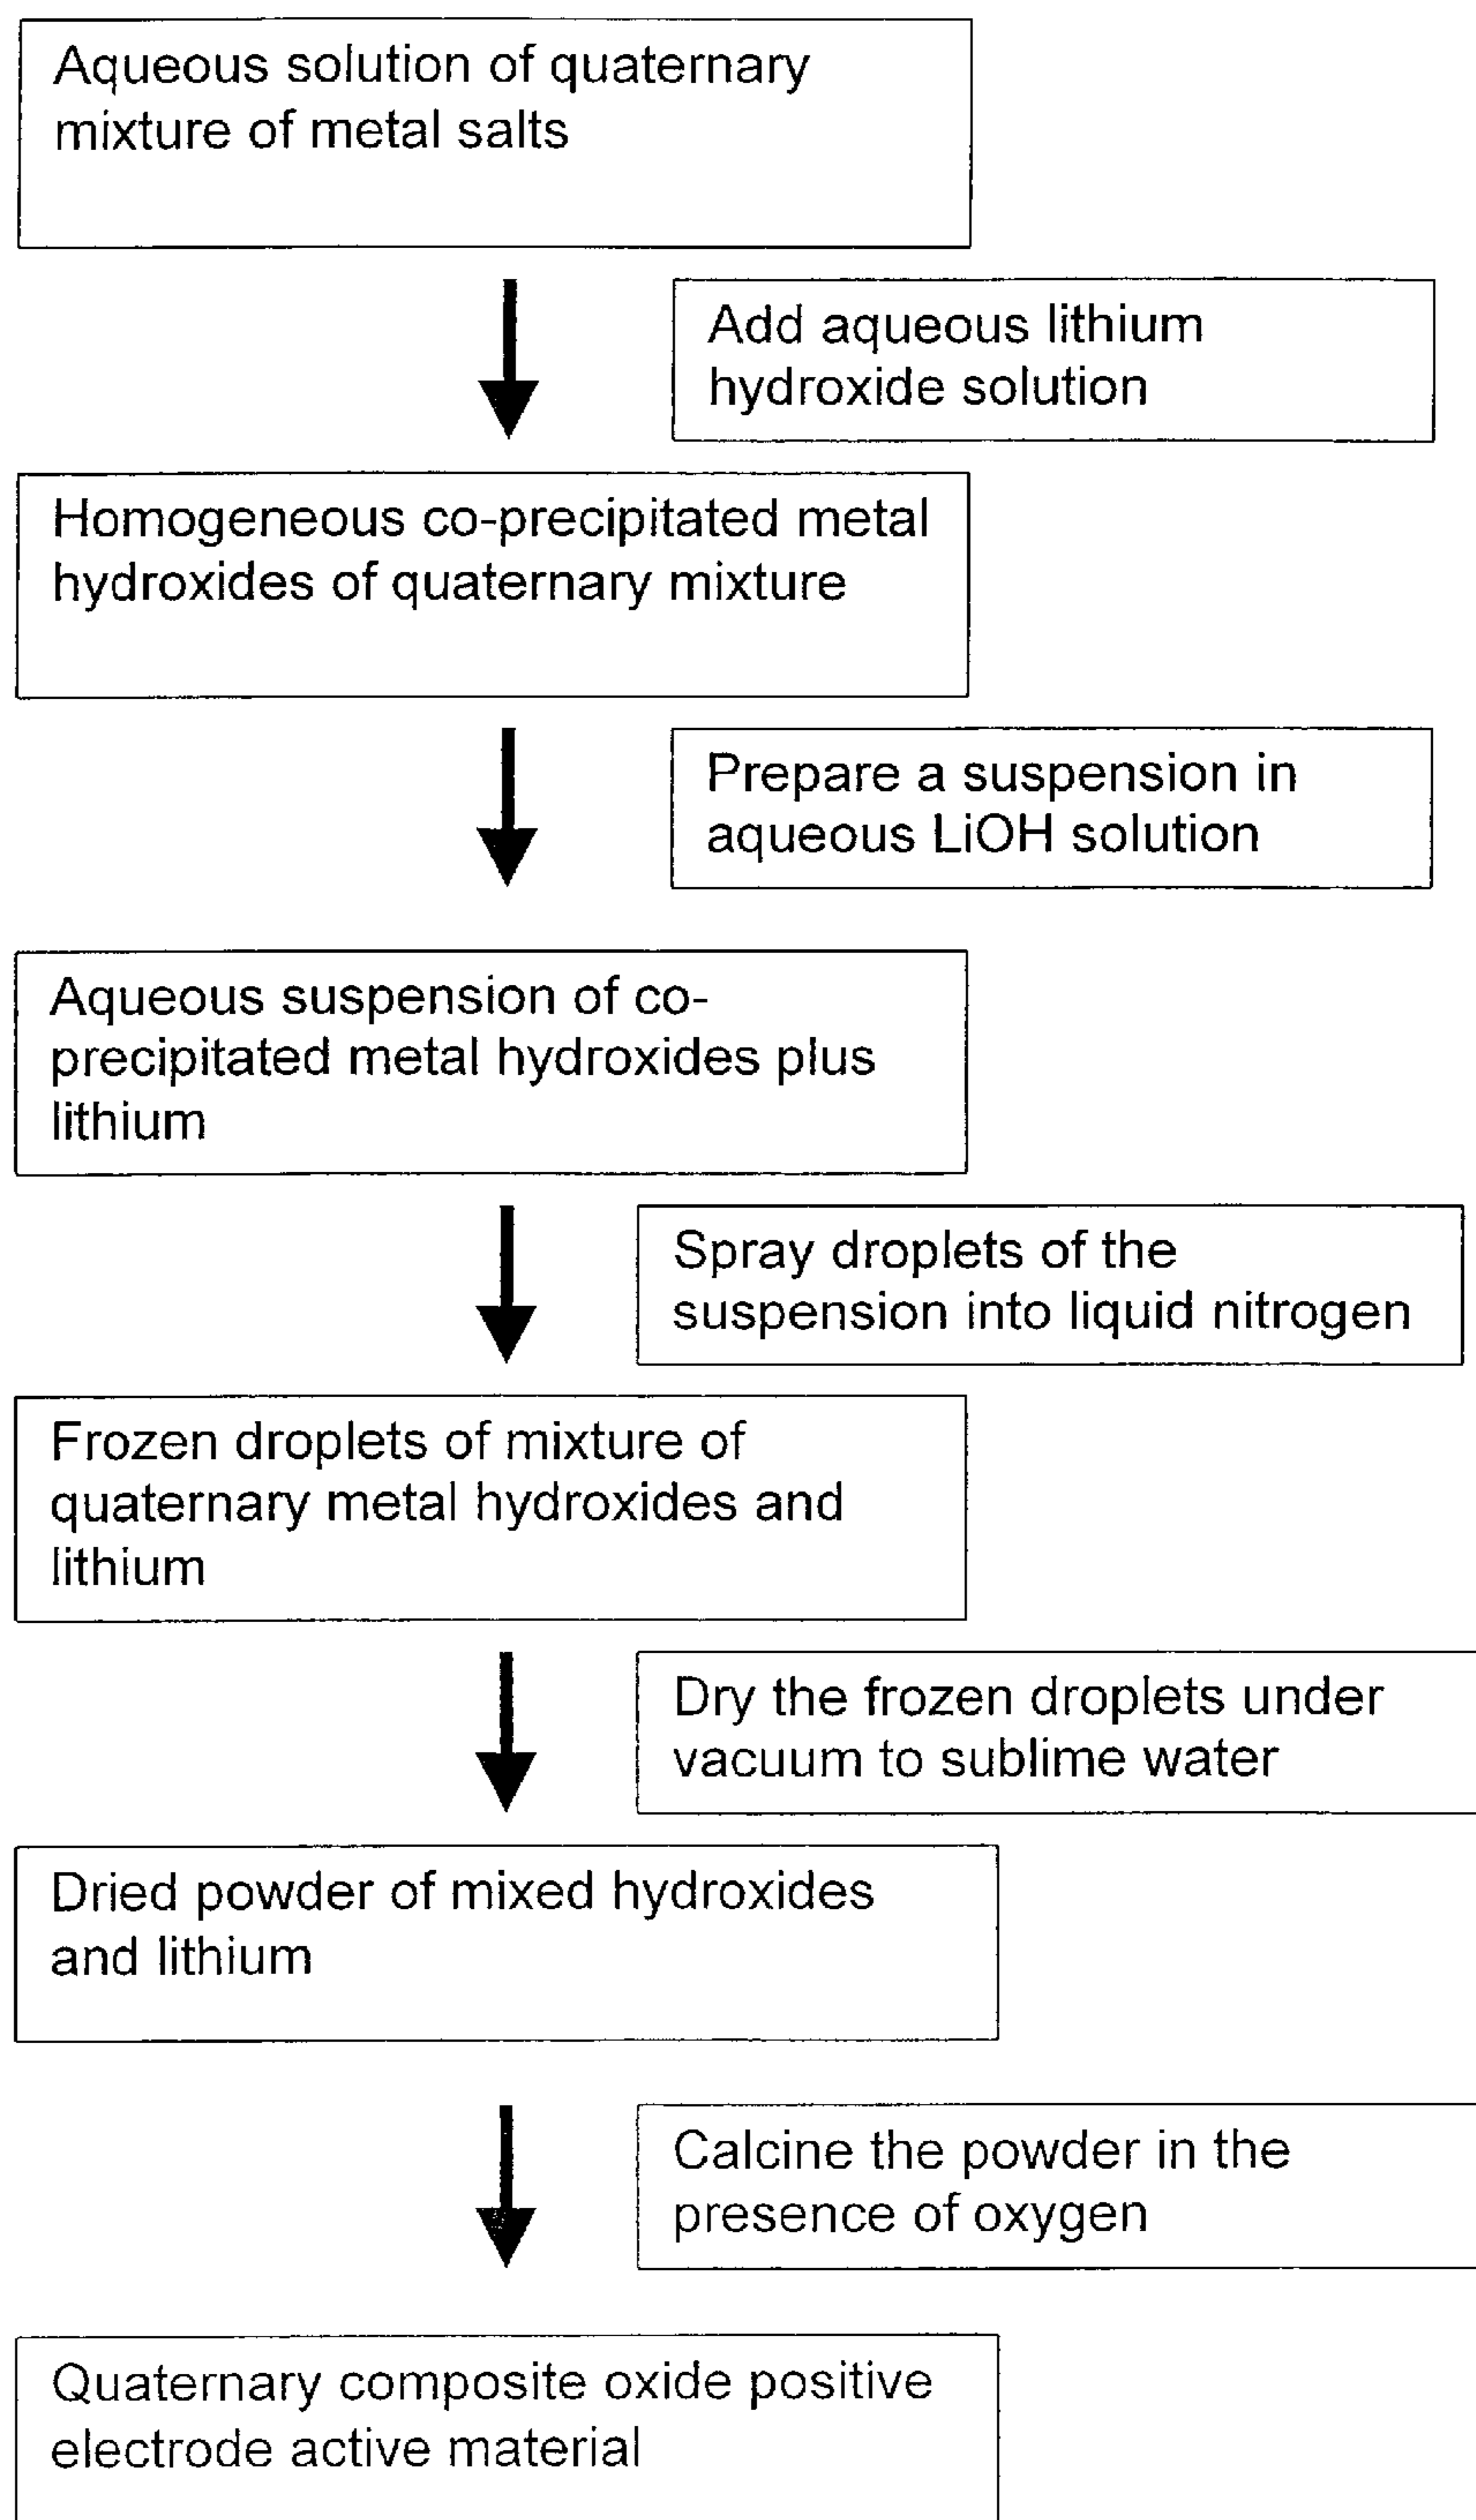 Aqueous solution of quaternary
mixture of metal salts
Add aqueous lithium
hydroxide solution
Homogeneous co-precipitated metal
hydroxides of quaternary mixture
Prepare a suspension in
aqueous LiOH solution
Aqueous suspension of co-
precipitated metal hydroxides plus
lithium
Spray droplets of the
suspension into liquid nitrogen
Frozen droplets of mixture of
quaternary metal hydroxides and
lithium
Dry the frozen droplets under
vacuum to sublime water
Dried powder of mixed hydroxides
and lithium
Calcine the powder in the
presence of oxygen
Quaternary composite oxide positive
electrode active material